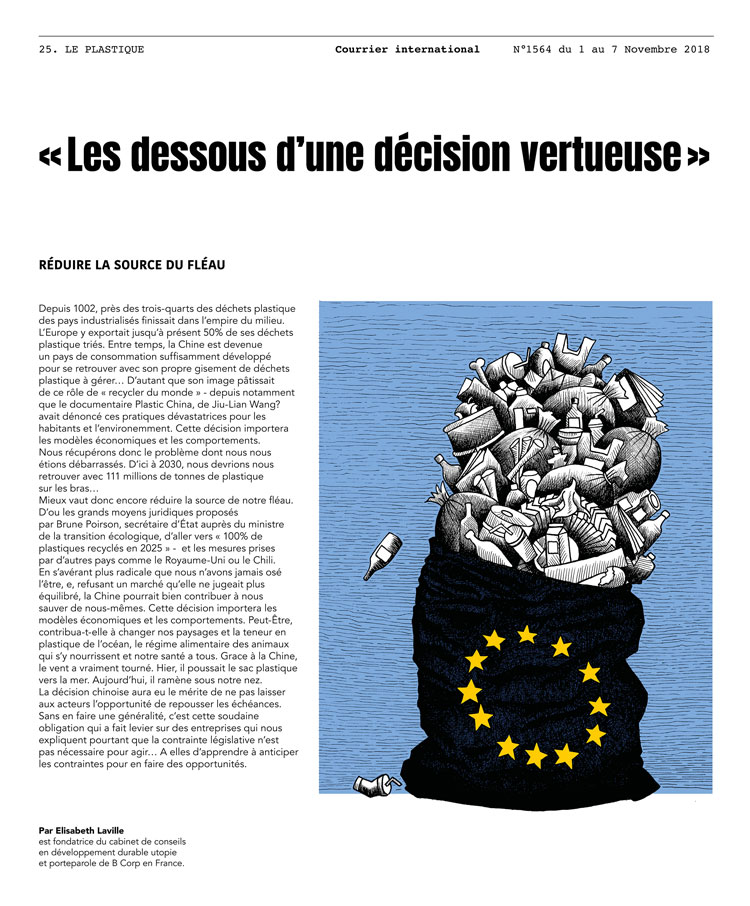 25. LE PLASTIQUE
Courrier international
N°1564 du 1 au 7 Novembre 2018
« Les dessous d’une décision vertueuse »
RÉDUIRE LA SOURCE DU FLÉAU
Depuis 1002, près des trois-quarts des déchets plastique
des pays industrialisés finissait dans l’empire du milieu.
L’Europe y exportait jusqu’à présent 50% de ses déchets
plastique triés. Entre temps, la Chine est devenue
un pays de consommation suffisamment développé
pour se retrouver avec son propre gisement de déchets
plastique à gérer… D’autant que son image pâtissait
de ce rôle de « recycler du monde » - depuis notamment
que le documentaire Plastic China, de Jiu-Lian Wang?
avait dénoncé ces pratiques dévastatrices pour les
habitants et l’environemmt. Cette décision importera
les modèles économiques et les comportements.
Nous récupérons donc le problème dont nous nous
étions débarrassés. D’ici à 2030, nous devrions nous
retrouver avec 111 millions de tonnes de plastique
sur les bras…
Mieux vaut donc encore réduire la source de notre fléau.
D’ou les grands moyens juridiques proposés
par Brune Poirson, secrétaire d’État auprès du ministre
de la transition écologique, d’aller vers « 100% de
plastiques recyclés en 2025 » - et les mesures prises
par d’autres pays comme le Royaume-Uni ou le Chili.
En s’avérant plus radicale que nous n’avons jamais osé
l’être, e, refusant un marché qu’elle ne jugeait plus
équilibré, la Chine pourrait bien contribuer à nous
sauver de nous-mêmes. Cette décision importera les
modèles économiques et les comportements. Peut-Être,
contribua-t-elle à changer nos paysages et la teneur en
plastique de l’océan, le régime alimentaire des animaux
qui s’y nourrissent et notre santé a tous. Grace à la Chine,
le vent a vraiment tourné. Hier, il poussait le sac plastique
vers la mer. Aujourd’hui, il ramène sous notre nez.
La décision chinoise aura eu le mérite de ne pas laisser
aux acteurs l’opportunité de repousser les échéances.
Sans en faire une généralité, c’est cette soudaine
obligation qui a fait levier sur des entreprises qui nous
expliquent pourtant que la contrainte législative n’est
pas nécessaire pour agir… A elles d’apprendre à anticiper
les contraintes pour en faire des opportunités.
Par Elisabeth Laville
est fondatrice du cabinet de conseils
en développement durable utopie
et porteparole de B Corp en France.